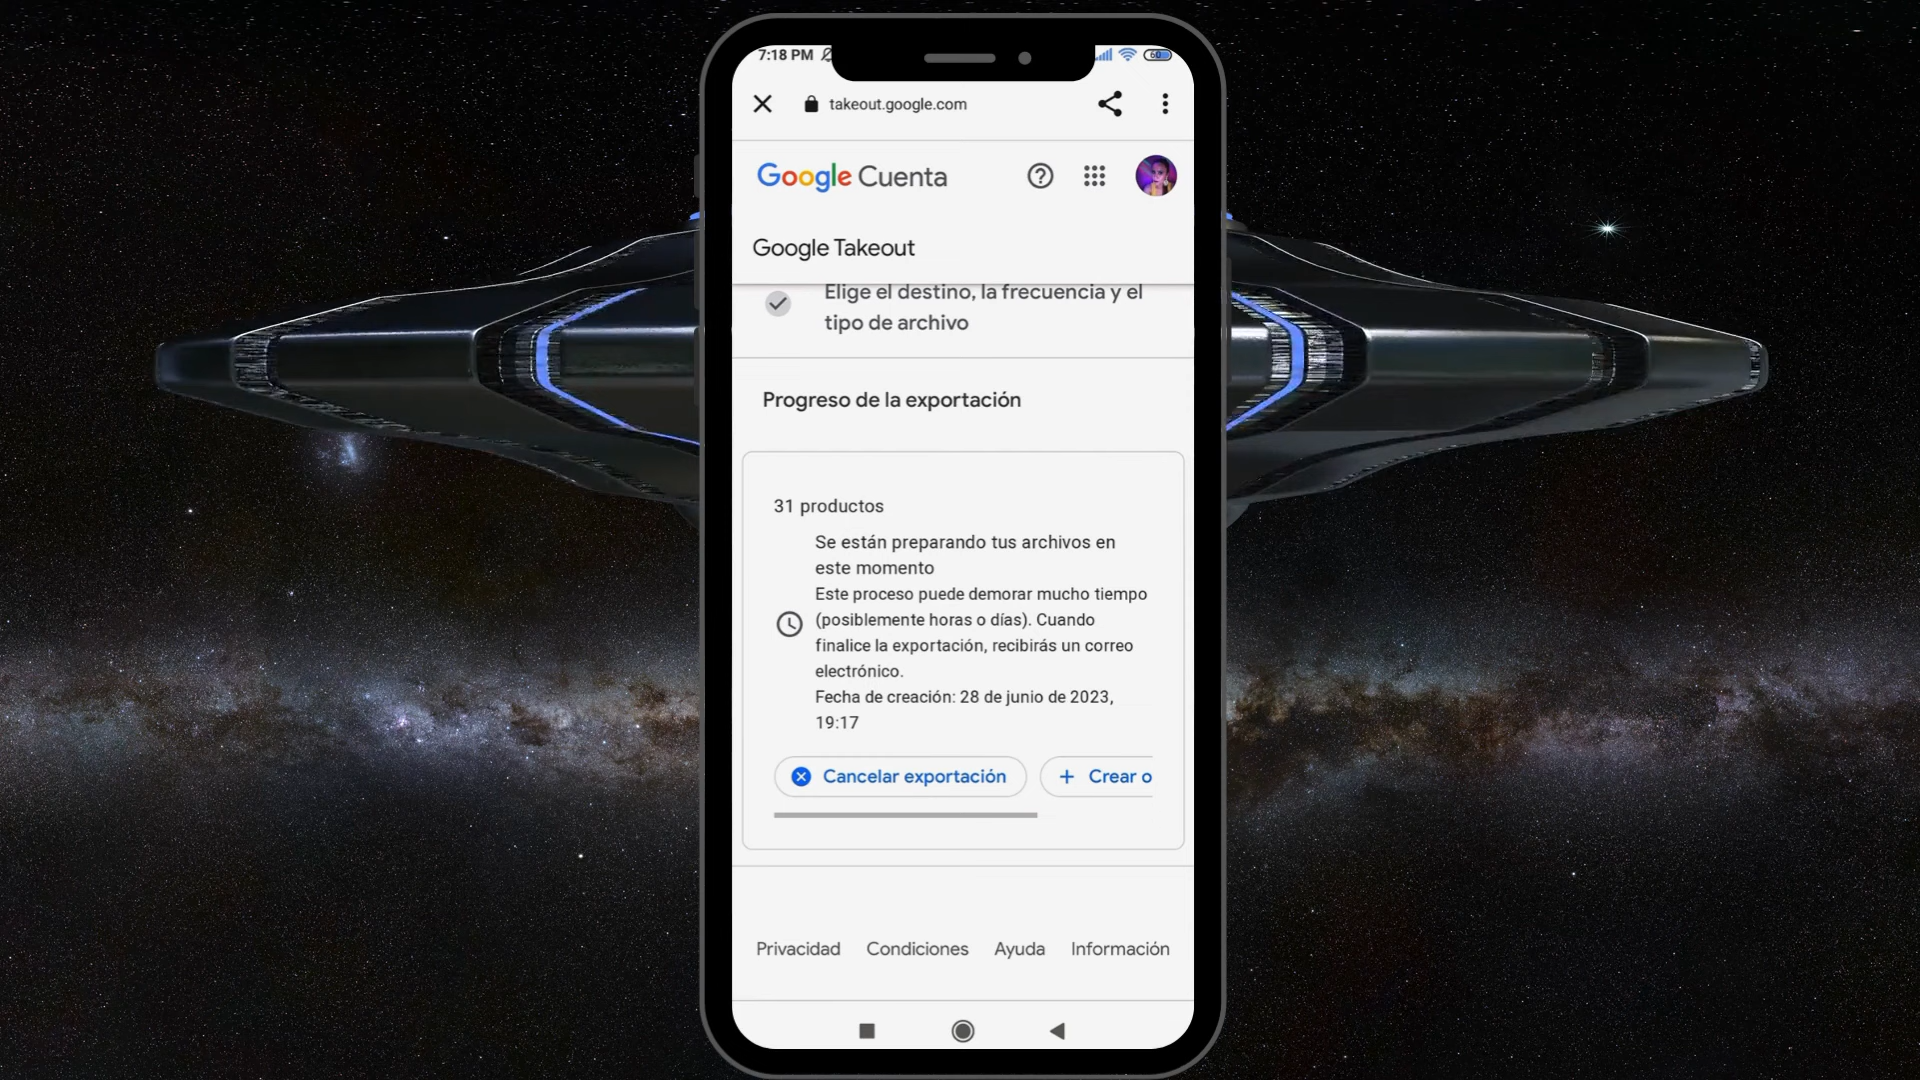 7:18 PM
60
takeout.google.com
Google Cuenta
Google Takeout
Elige el destino, la frecuencia y el
tipo de archivo
Progreso de la exportación
31 productos
Se están preparando tus archivos en
este momento
Este proceso puede demorar mucho tiempo
(posiblemente horas o días). Cuando
finalice la exportación, recibirás un correo
electrónico.
Fecha de creación: 28 de junio de 2023,
19:17
Cancelar exportación
+ Crear o
Privacidad Condiciones Ayuda Información